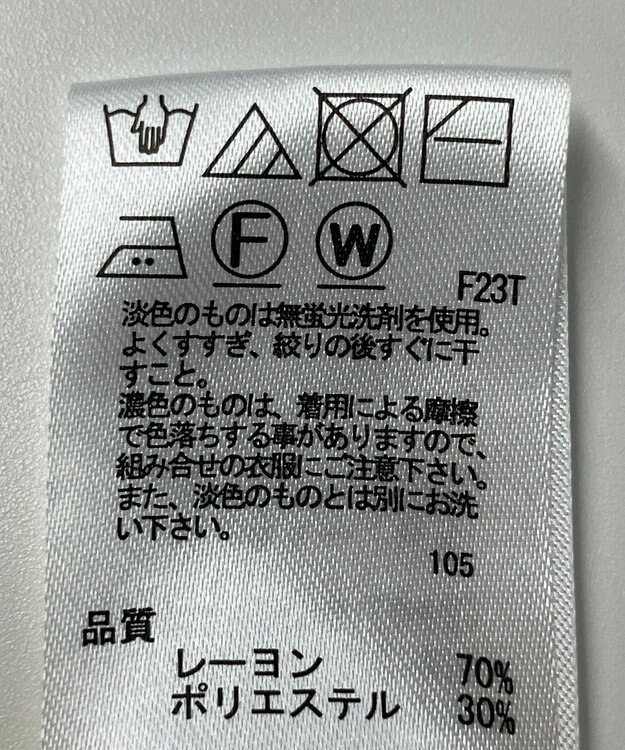 F W
F23T
淡色のものは無蛍光洗剤を使用。
よくすすぎ、絞りの後すぐに干
すこと。
濃色のものは、着用による摩擦
で色落ちする事がありますので、
組み合せの衣服にご注意下さい。
また、淡色のものとは別にお洗
い下さい。
105
品質
レーヨン 70%
ポリエステル 30%